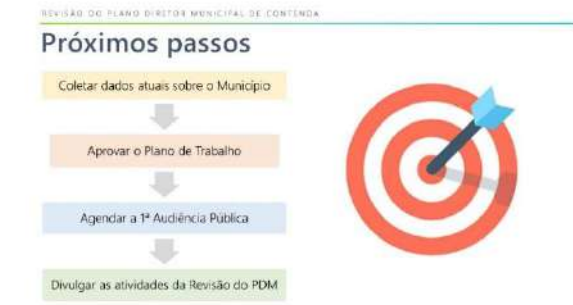 REVISÃO DO PLANO DIRETOR MUNICIPAL DE CONTENDA
Próximos passos
Coletar dados atuais sobre o Município
Aprovar o Plano de Trabalho
Agendar a 1ª Audiência Pública
Divulgar as atividades da Revisão do PDM